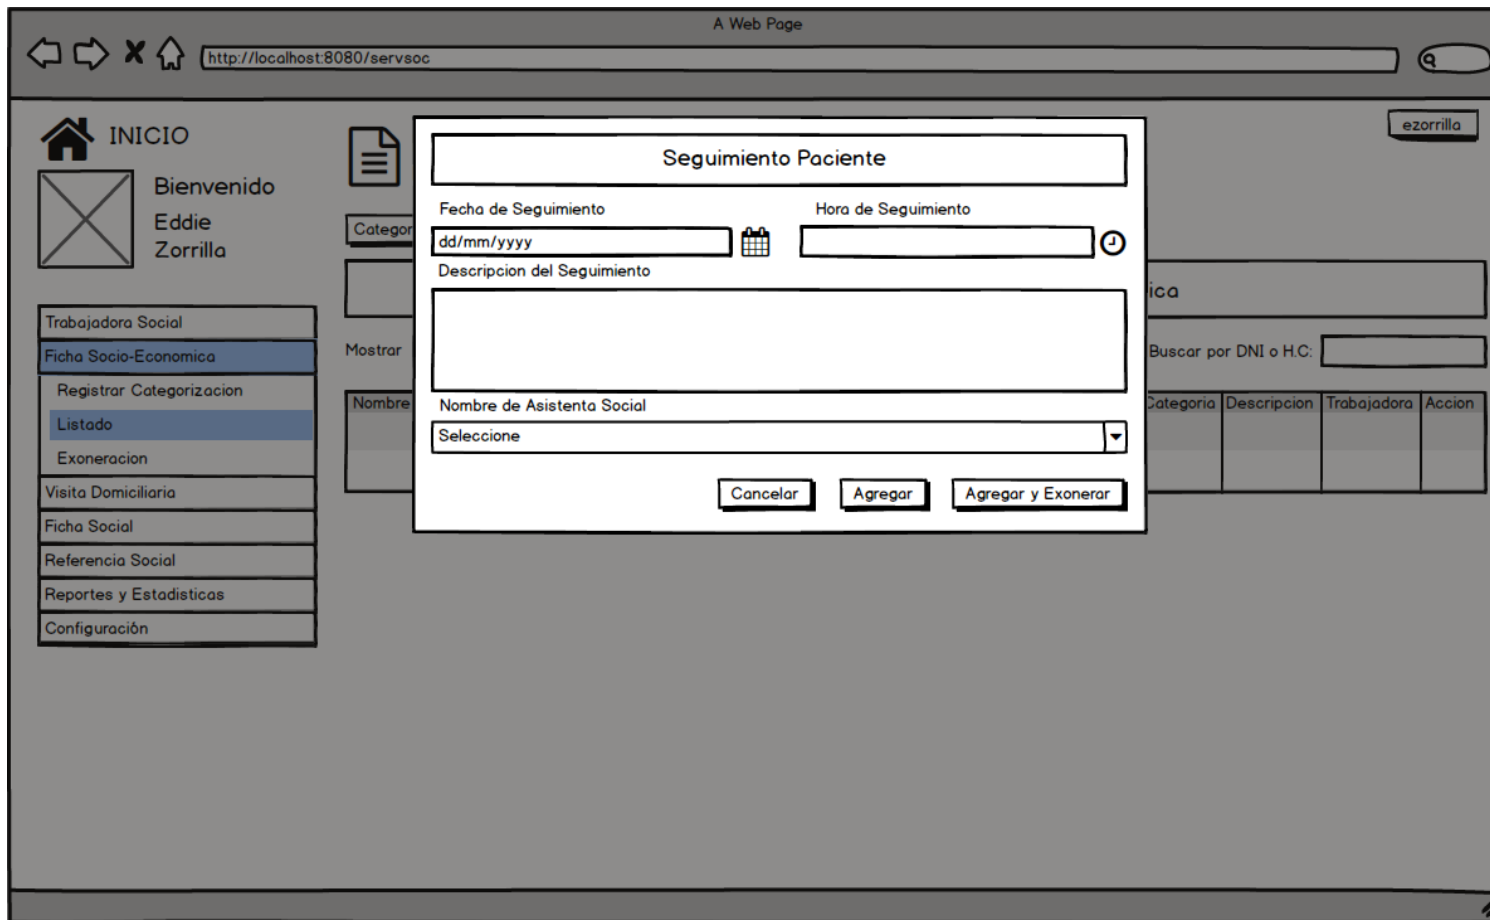 A Web Page
http://localhost:8080/servsoc
ezorrilla
INICIO
Bienvenido
Eddie
Zorrilla
Trabajadora Social
Ficha Socio-Economica
Registrar Categorizacion
Listado
Exoneracion
Visita Domiciliaria
Ficha Social
Referencia Social
Reportes y Estadisticas
Configuración
Categor
ica
Mostrar
Buscar por DNI o H.C:
Nombre
Categoria Descripcion Trabajadora Accion
Seguimiento Paciente
Fecha de Seguimiento Hora de Seguimiento
dd/mm/yyyy
Descripcion del Seguimiento
Nombre de Asistenta Social
Seleccione
Cancelar Agregar Agregar y Exonerar